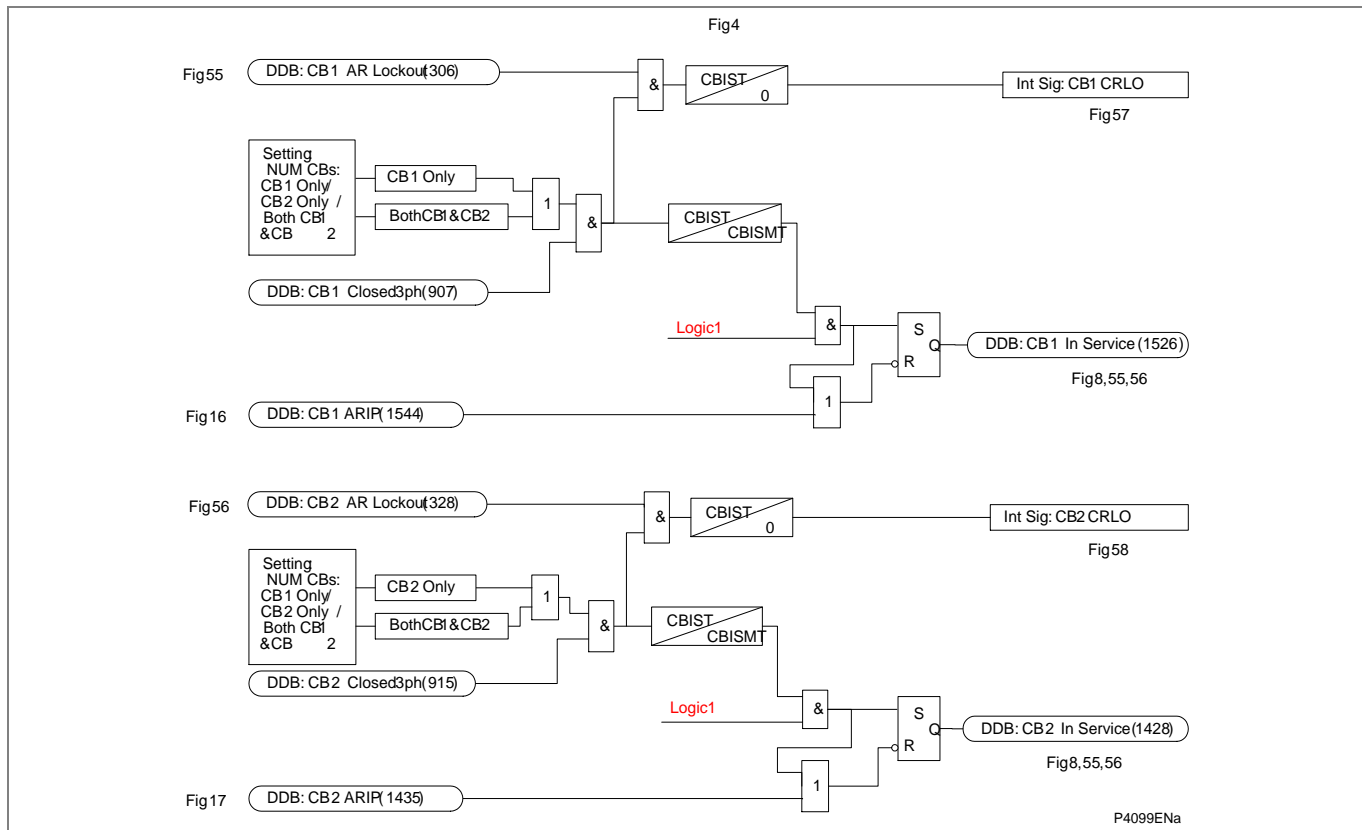 Fig4
Fig55
DDB: CB1 AR Lockout(306)
&
CBIST
0
Int Sig: CB1 CRLO
Fig57
Setting
NUM CBs:
CB1 Only/
CB2 Only /
Both CB1
&CB 2
CB1 Only
BothCB1&CB2
1
&
CBIST
CBISMT
DDB: CB1 Closed3ph(907)
Logic1
&
S
Q
R
DDB: CB1 In Service(1526)
Fig8,55,56
1
Fig16
DDB: CB1 ARIP(1544)
Fig56
DDB: CB2 AR Lockout(328)
&
CBIST
0
Int Sig: CB2CRLO
Fig58
Setting
NUM CBs:
CB1 Only/
CB2 Only /
Both CB1
&CB 2
CB2 Only
BothCB1&CB2
1
&
CBIST
CBISMT
DDB: CB2 Closed3ph(915)
Logic1
&
S
Q
R
DDB: CB2 In Service(1428)
Fig8,55,56
1
Fig17
DDB: CB2 ARIP(1435)
P4099ENa